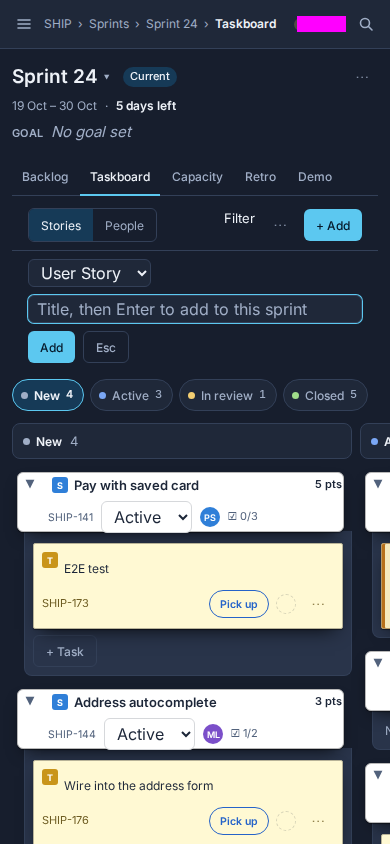 SHIP › Sprints › Sprint 24 › Taskboard
Sprint 24 ▾ Current ...
19 Oct – 30 Oct · 5 days left
GOAL No goal set
Backlog Taskboard Capacity Retro Demo
Stories People Filter ... + Add
User Story
Title, then Enter to add to this sprint
Add Esc
New 4 Active 3 In review 1 Closed 5
New 4 A
S Pay with saved card 5 pts
SHIP-141 Active PS ☑ 0/3
T E2E test
SHIP-173 Pick up ...
+ Task
S Address autocomplete 3 pts
SHIP-144 Active ML ☑ 1/2
T Wire into the address form
SHIP-176 Pick up ...